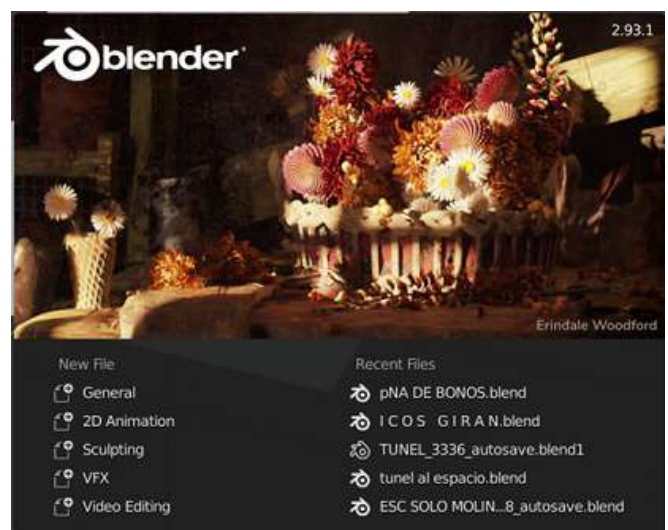 2.93.1
blender
Erindale Woodford
New File
General
2D Animation
Sculpting
VFX
Video Editing
Recent Files
pNA DE BONOS.blend
I C O S   G I R A N.blend
TUNEL_3336_autosave.blend1
tunel al espacio.blend
ESC SOLO MOLIN...8_autosave.blend